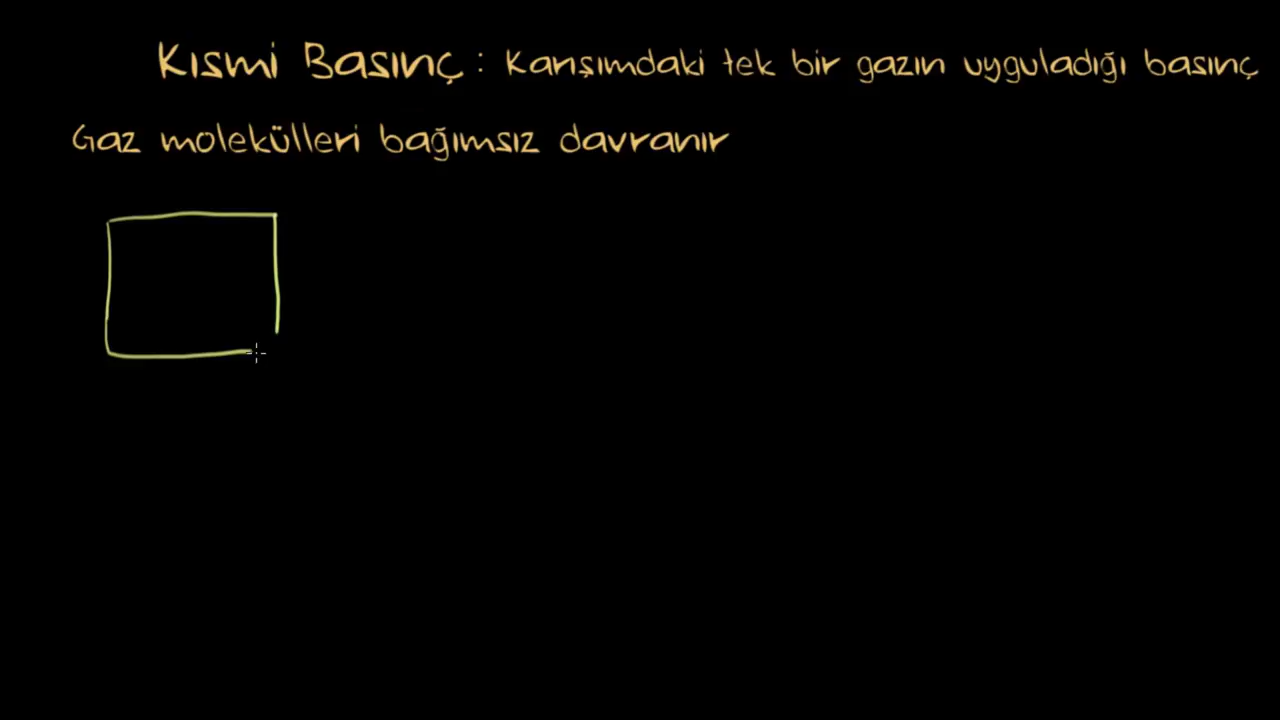 Kısmi Basınç : Karışımdaki tek bir gazın uyguladığı basınç
Gaz molekülleri bağımsız davranır